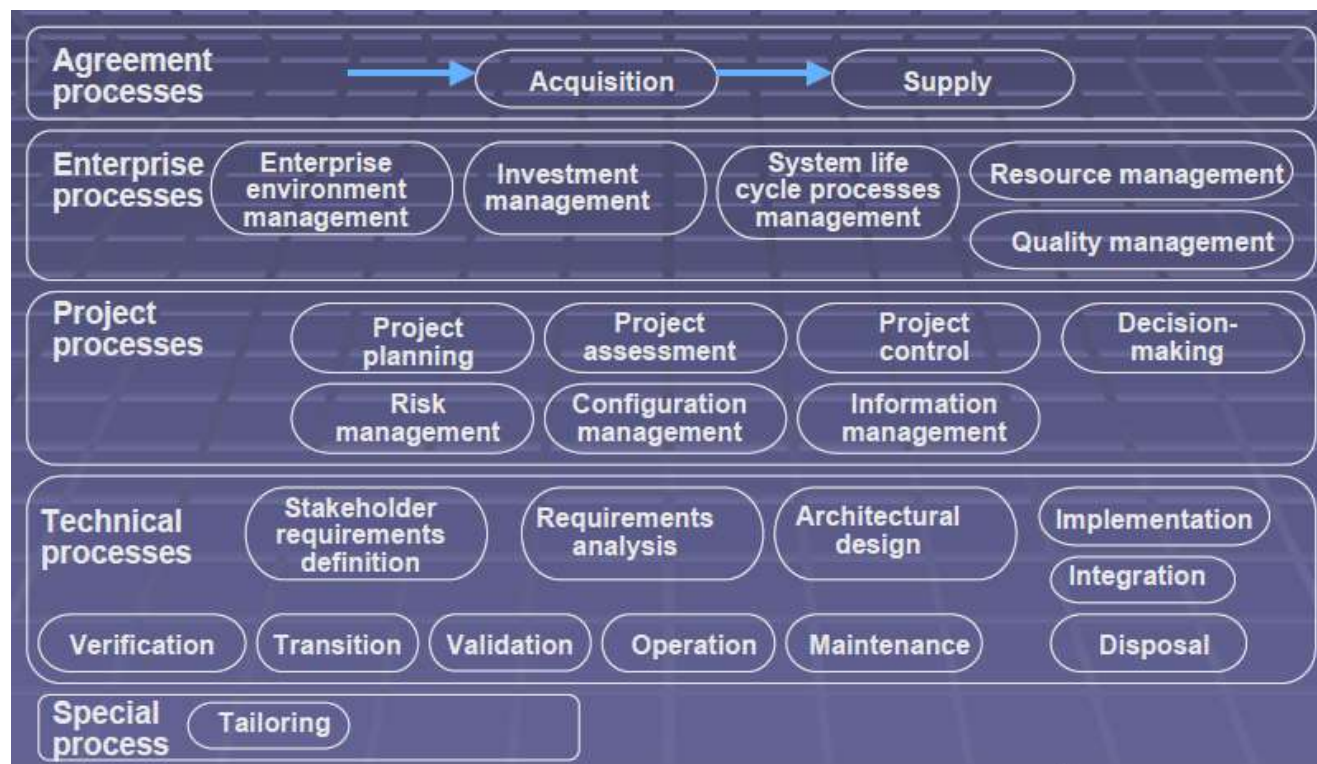 Agreement
processes
Acquisition
Supply
Enterprise
processes
Enterprise
environment
management
Investment
management
System life
cycle processes
management
Resource management
Quality management
Project
processes
Project
planning
Project
assessment
Project
control
Decision-
making
Risk
management
Configuration
management
Information
management
Technical
processes
Stakeholder
requirements
definition
Requirements
analysis
Architectural
design
Implementation
Integration
Verification
Transition
Validation
Operation
Maintenance
Disposal
Special
process
Tailoring